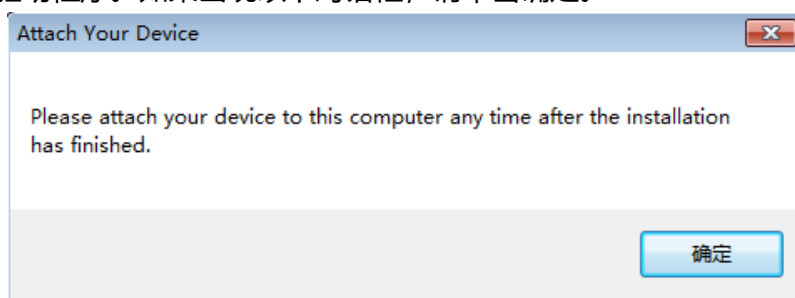 Attach Your Device
Please attach your device to this computer any time after the installation
has finished.
确定